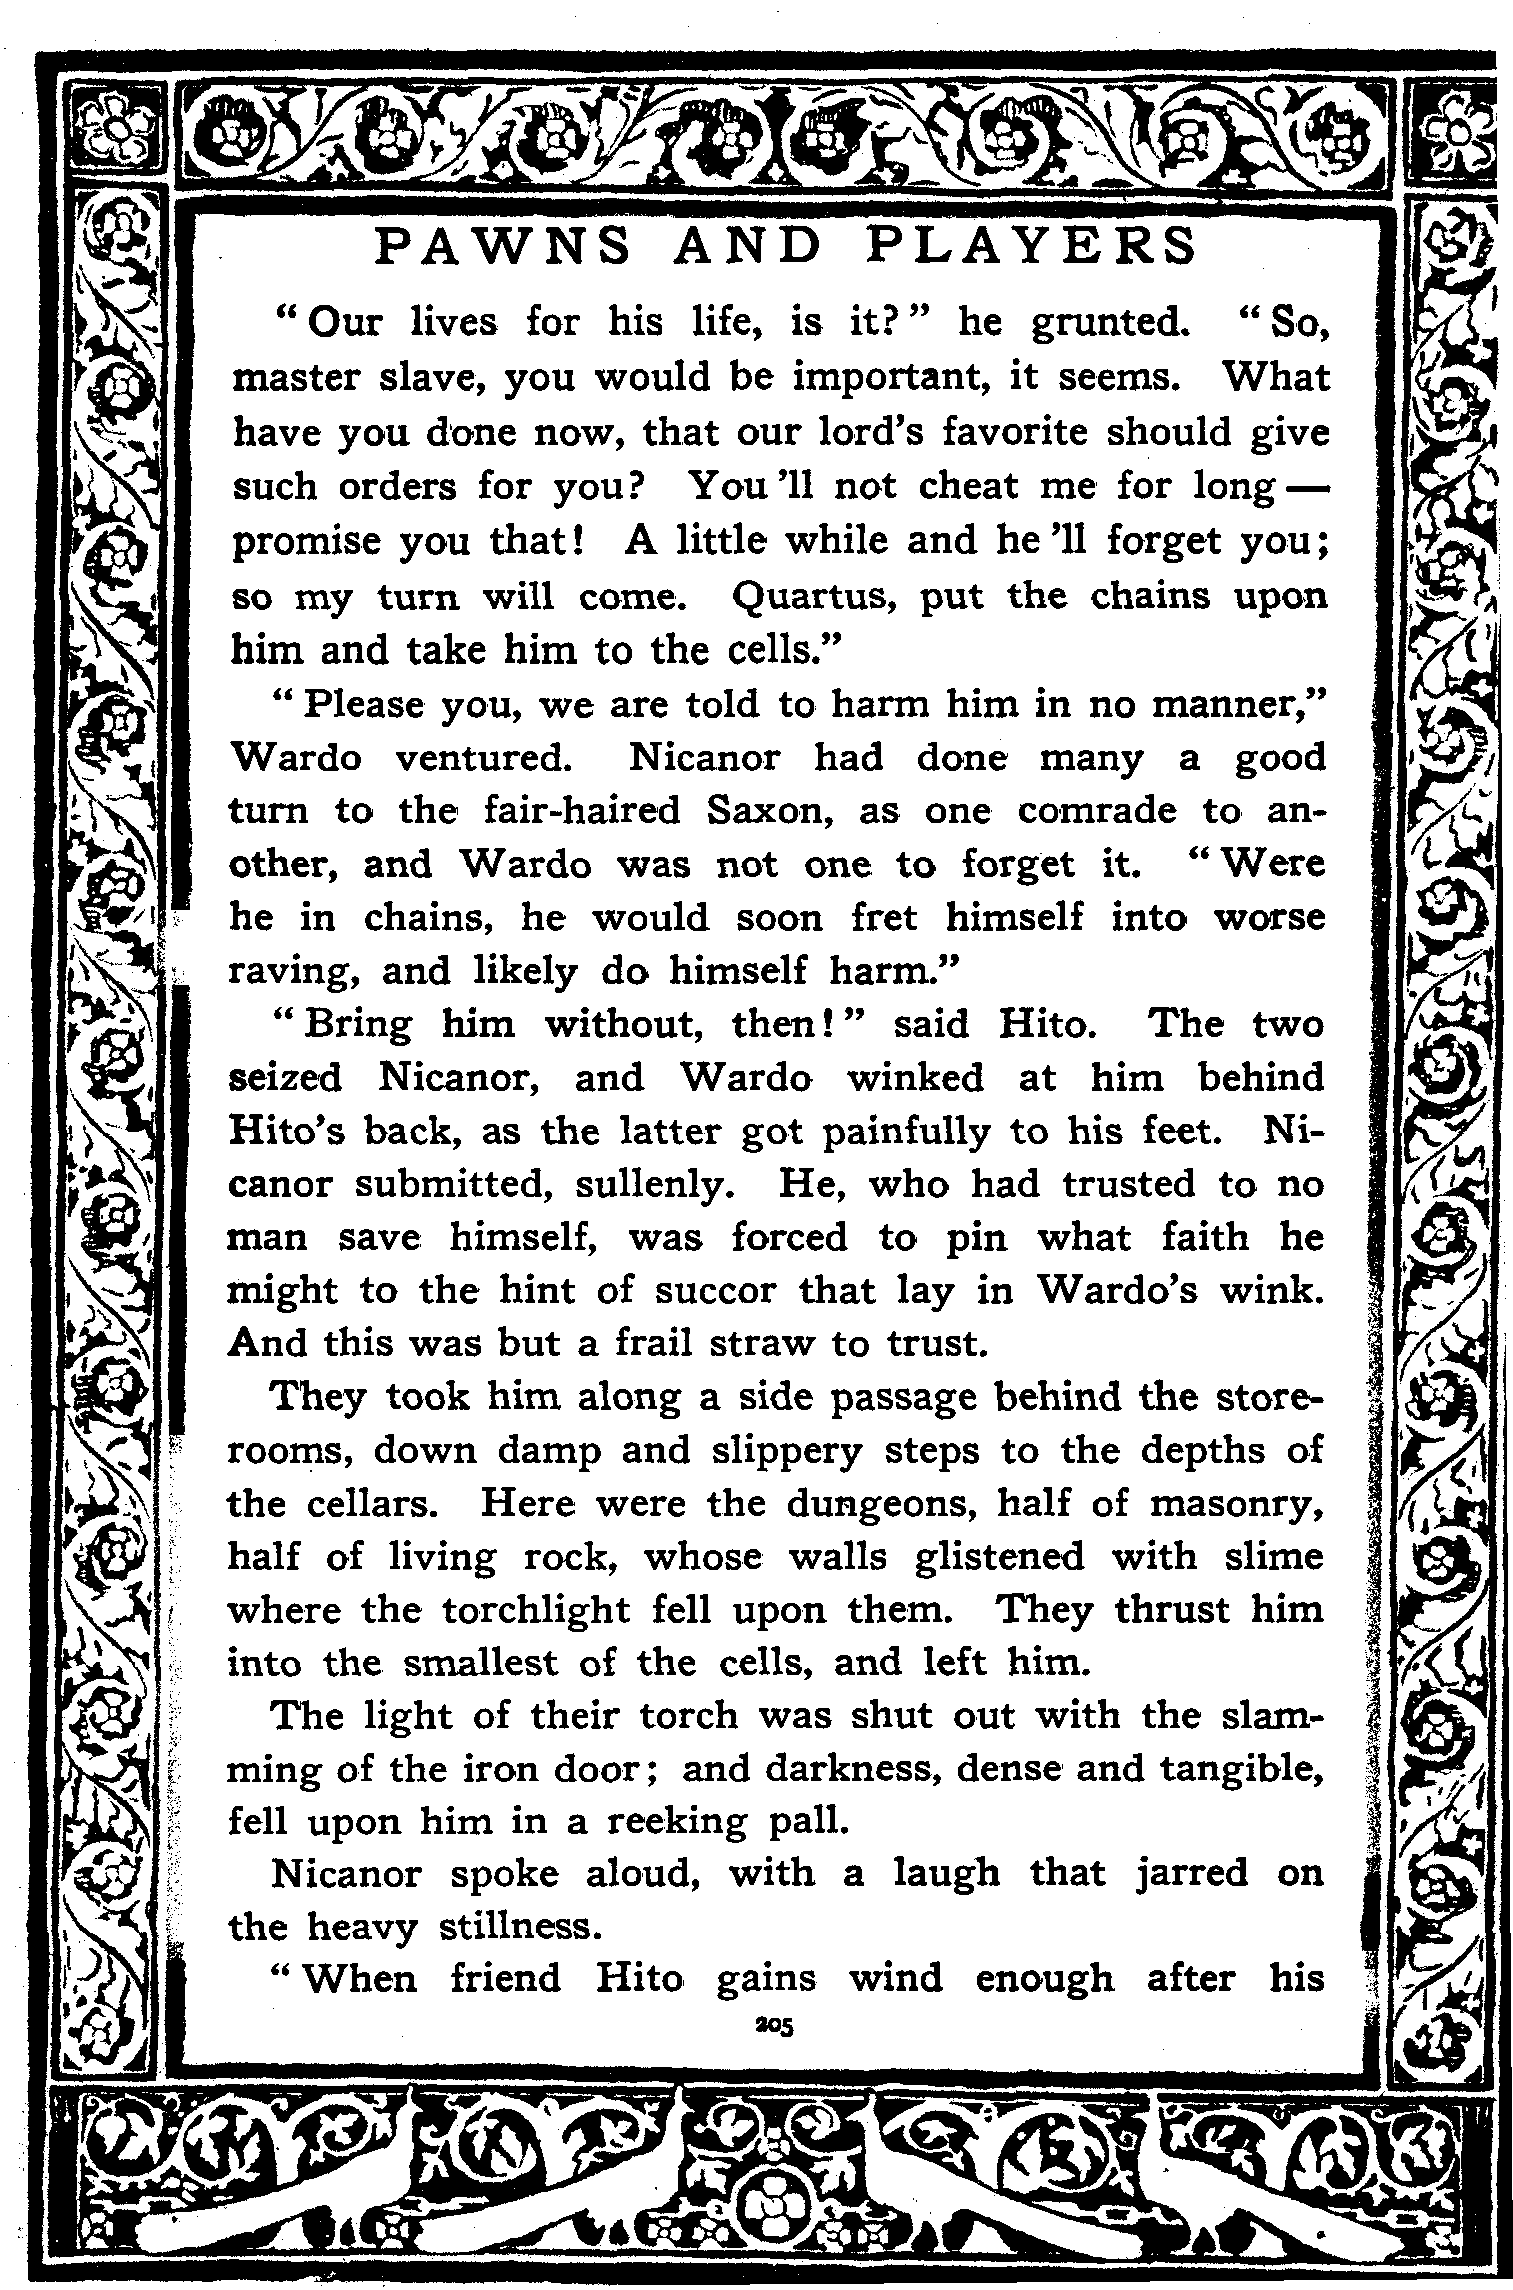 PAWNS AND PLAYERS
“Our lives for his life, is it?” he grunted. “So,
master slave, you would be important, it seems. What
have you done now, that our lord’s favorite should give
such orders for you? You ’ll not cheat me for long—
promise you that! A little while and he ’ll forget you;
so my turn will come. Quartus, put the chains upon
him and take him to the cells.”
“Please you, we are told to harm him in no manner,”
Wardo ventured. Nicanor had done many a good
turn to the fair-haired Saxon, as one comrade to an-
other, and Wardo was not one to forget it. “Were
he in chains, he would soon fret himself into worse
raving, and likely do himself harm.”
“Bring him without, then!” said Hito. The two
seized Nicanor, and Wardo winked at him behind
Hito’s back, as the latter got painfully to his feet. Ni-
canor submitted, sullenly. He, who had trusted to no
man save himself, was forced to pin what faith he
might to the hint of succor that lay in Wardo’s wink.
And this was but a frail straw to trust.
They took him along a side passage behind the store-
rooms, down damp and slippery steps to the depths of
the cellars. Here were the dungeons, half of masonry,
half of living rock, whose walls glistened with slime
where the torchlight fell upon them. They thrust him
into the smallest of the cells, and left him.
The light of their torch was shut out with the slam-
ming of the iron door; and darkness, dense and tangible,
fell upon him in a reeking pall.
Nicanor spoke aloud, with a laugh that jarred on
the heavy stillness.
“When friend Hito gains wind enough after his
205